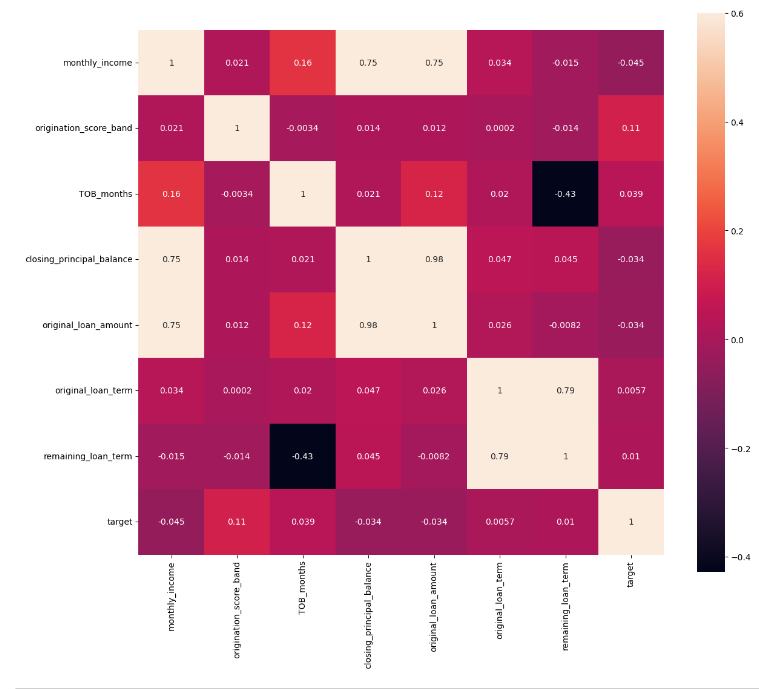 monthly_income 1 0.021 0.16 0.75 0.75 0.034 -0.015 -0.045
origination_score_band 0.021 1 -0.0034 0.014 0.012 0.0002 -0.014 0.11
TOB_months 0.16 -0.0034 1 0.021 0.12 0.02 -0.43 0.039
closing_principal_balance 0.75 0.014 0.021 1 0.98 0.047 0.045 -0.034
original_loan_amount 0.75 0.012 0.12 0.98 1 0.026 -0.0082 -0.034
original_loan_term 0.034 0.0002 0.02 0.047 0.026 1 0.79 0.0057
remaining_loan_term -0.015 -0.014 -0.43 0.045 -0.0082 0.79 1 0.01
target -0.045 0.11 0.039 -0.034 -0.034 0.0057 0.01 1
monthly_income
origination_score_band
TOB_months
closing_principal_balance
original_loan_amount
original_loan_term
remaining_loan_term
target
0.6
0.4
0.2
0.0
−0.2
−0.4